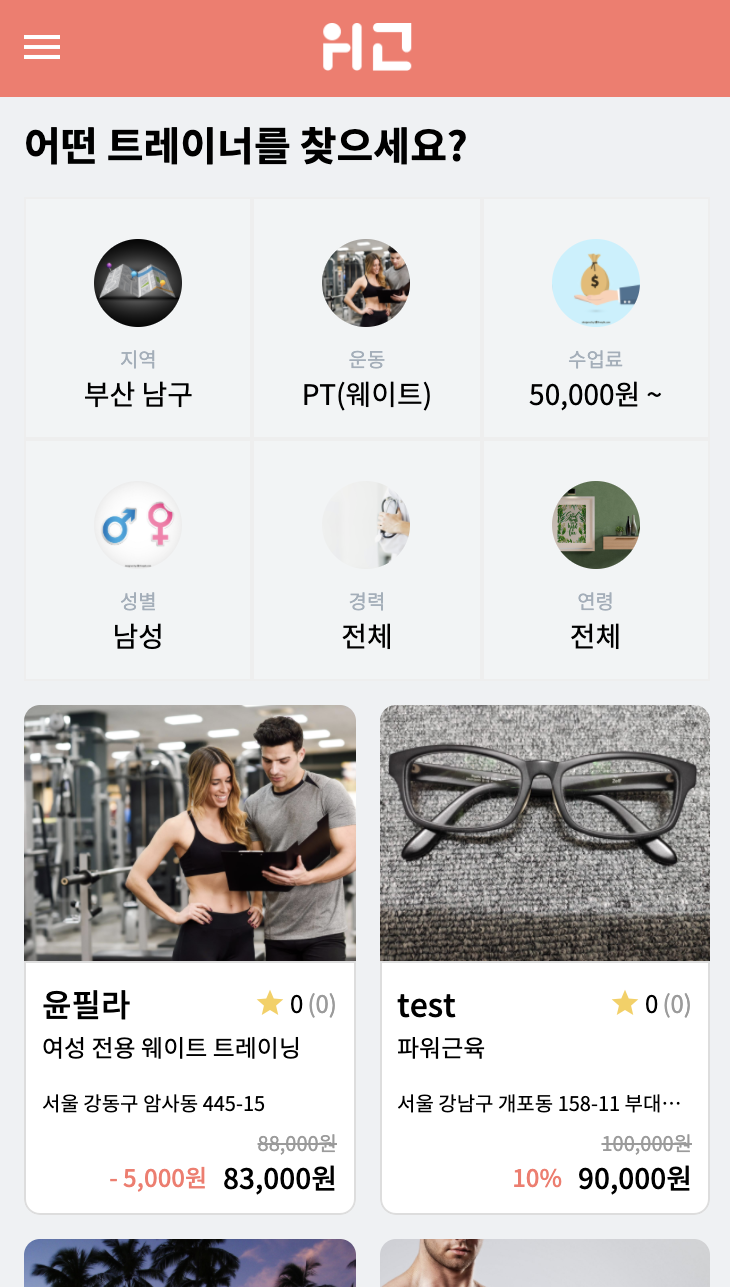 위고
어떤 트레이너를 찾으세요?
지역
부산 남구
운동
PT(웨이트)
수업료
50,000원 ~
성별
남성
경력
전체
연령
전체
윤필라
0 (0)
여성 전용 웨이트 트레이닝
서울 강동구 암사동 445-15
88,000원
- 5,000원 83,000원
test
0 (0)
파워근육
서울 강남구 개포동 158-11 부대…
100,000원
10% 90,000원